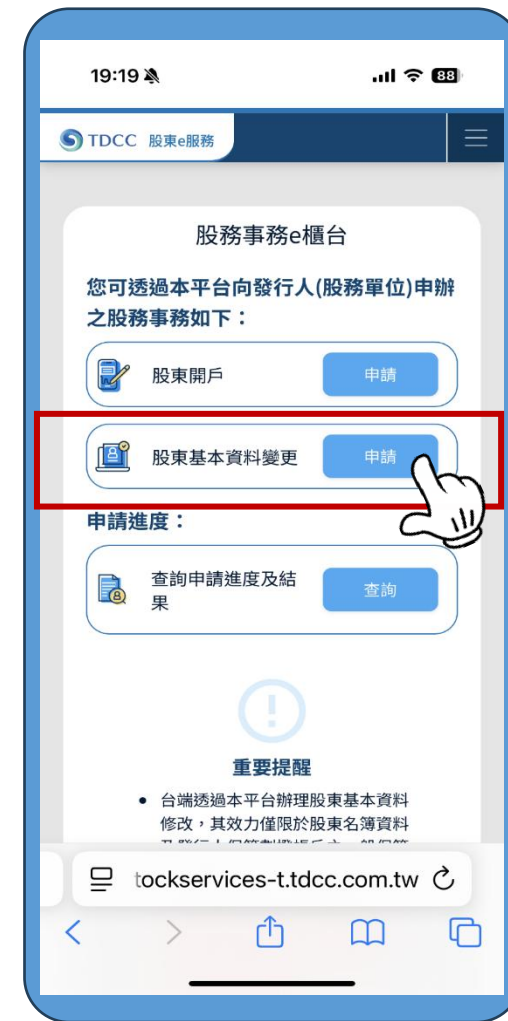 19:19
88
TDCC 股東e服務
股務事務e櫃台
您可透過本平台向發行人(股務單位)申辦
之股務事務如下：
股東開戶
申請
股東基本資料變更
申請
申請進度：
查詢申請進度及結
果
查詢
重要提醒
• 台端透過本平台辦理股東基本資料
修改，其效力僅限於股東名簿資料
tockservices-t.tdcc.com.tw